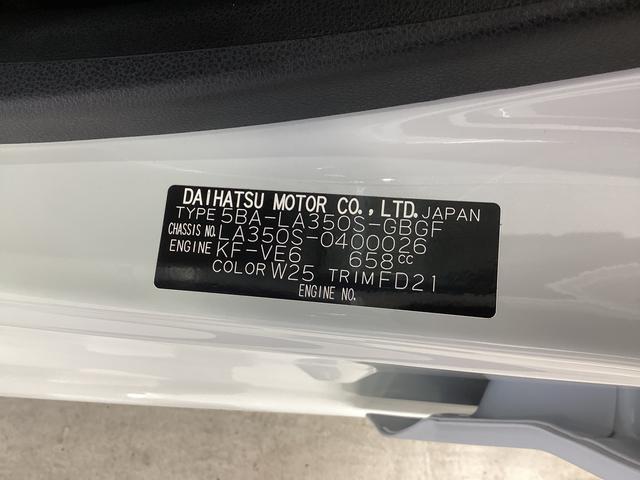 DAIHATSU MOTOR CO.,LTD. JAPAN
TYPE 5BA-LA350S-GBGF
CHASSIS NO. LA350S-0400026
ENGINE KF-VE6 658cc
COLOR W25 TRIM FD21
ENGINE NO.